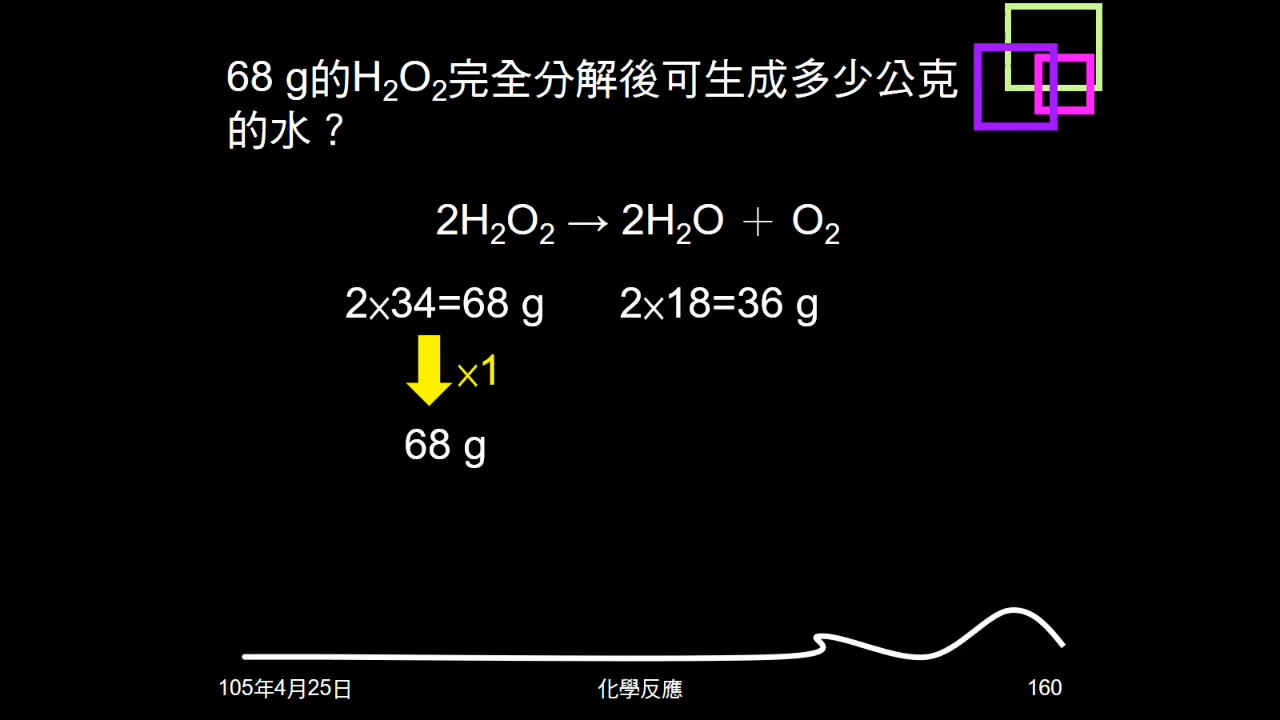 68 g的H₂O₂完全分解後可生成多少公克
的水？
2H₂O₂→2H₂O ＋ O₂
2×34=68 g 2×18=36 g
×1
68 g
105年4月25日 化學反應 160